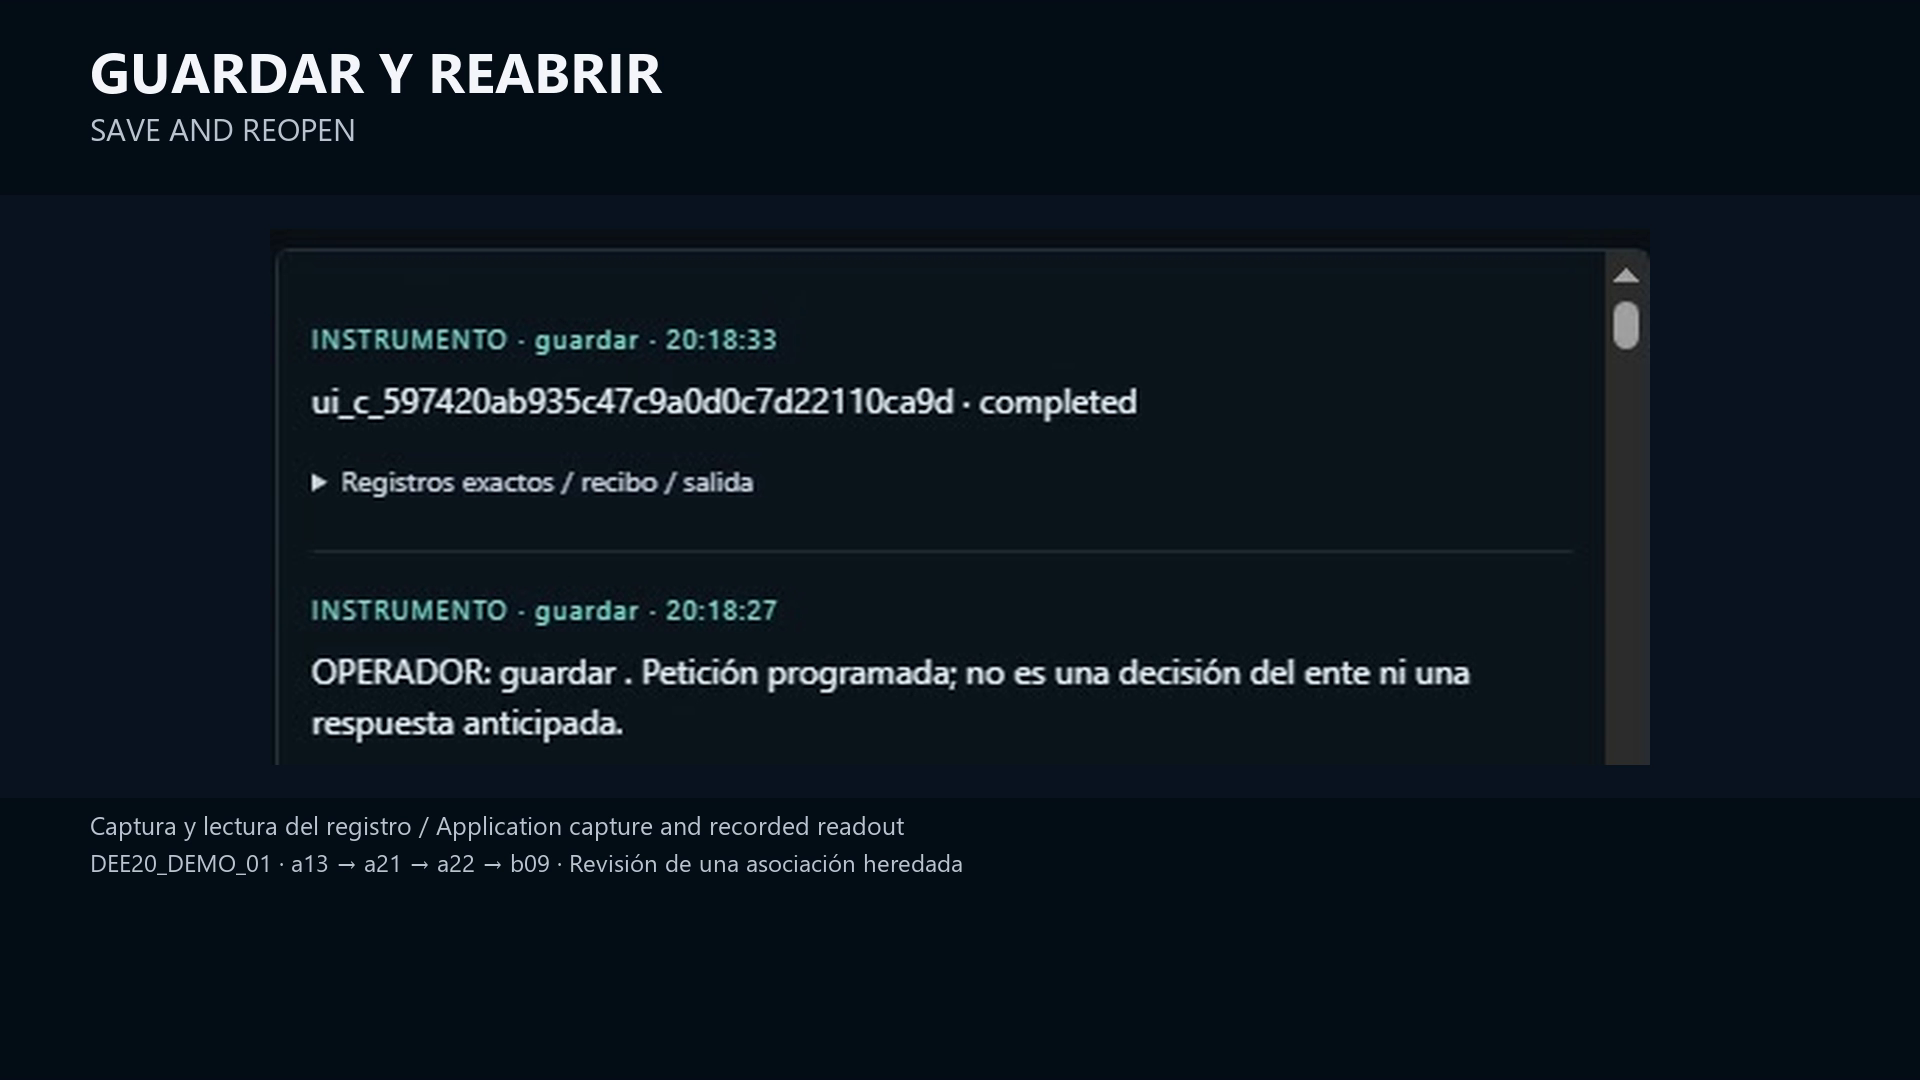 GUARDAR Y REABRIR
SAVE AND REOPEN
INSTRUMENTO · guardar · 20:18:33
ui_c_597420ab935c47c9a0d0c7d22110ca9d · completed
▶ Registros exactos / recibo / salida
INSTRUMENTO · guardar · 20:18:27
OPERADOR: guardar . Petición programada; no es una decisión del ente ni una
respuesta anticipada.
Captura y lectura del registro / Application capture and recorded readout
DEE20_DEMO_01 · a13 → a21 → a22 → b09 · Revisión de una asociación heredada